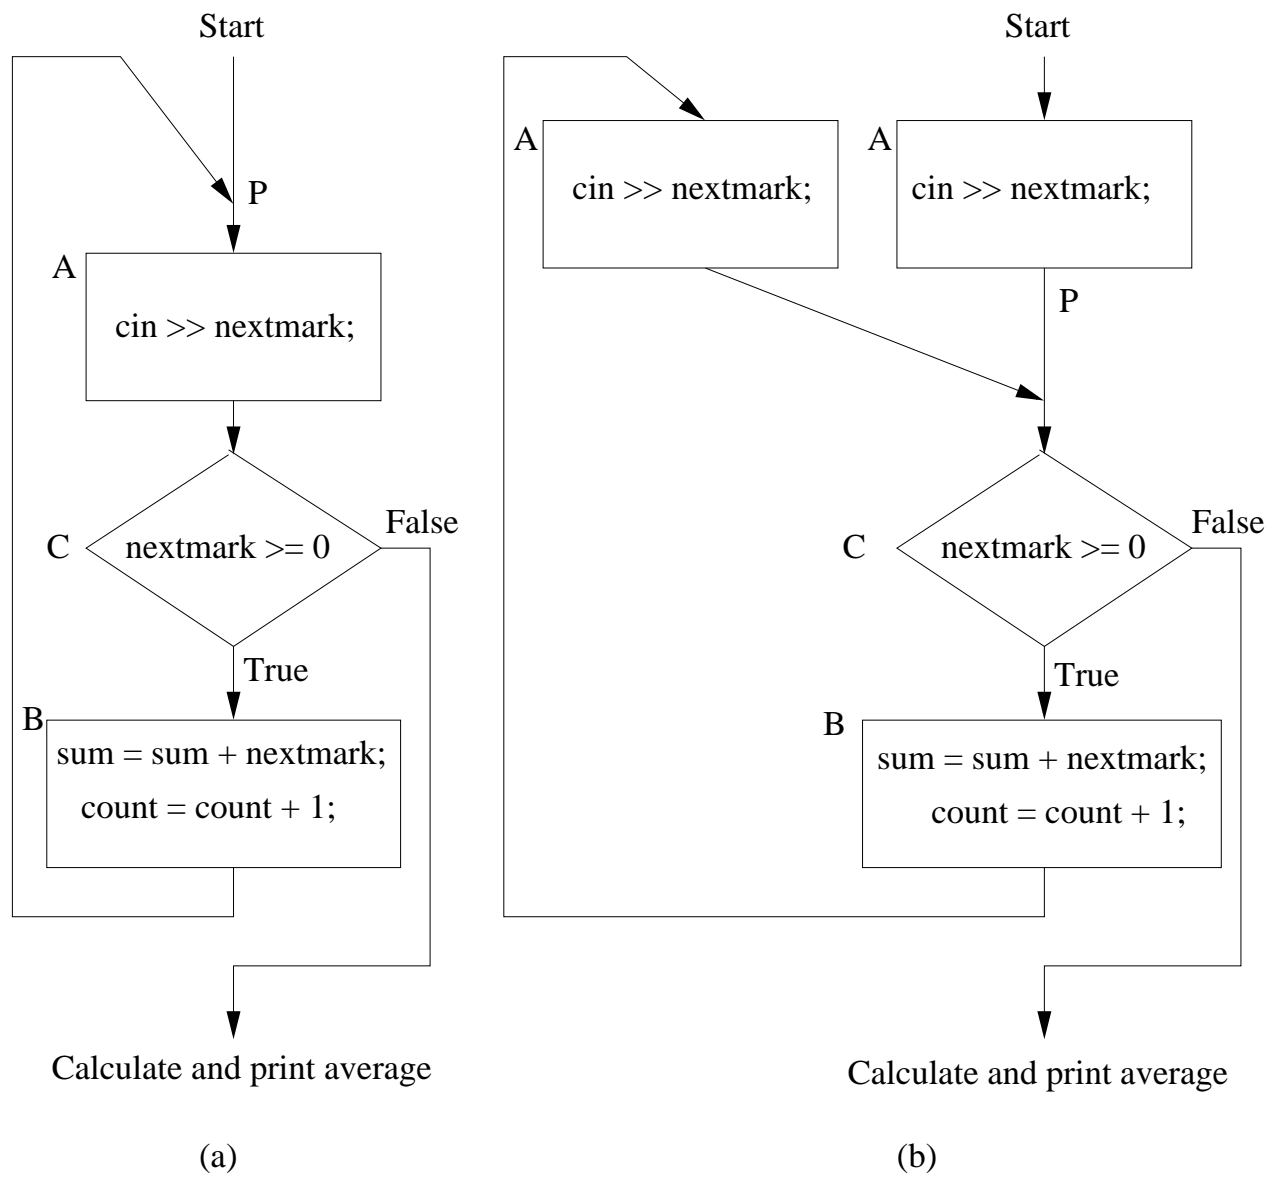 Start
P
A
cin >> nextmark;
C
nextmark >= 0
False
True
B
sum = sum + nextmark;
count = count + 1;
Calculate and print average
(a)
Start
A
cin >> nextmark;
A
cin >> nextmark;
P
C
nextmark >= 0
False
True
B
sum = sum + nextmark;
count = count + 1;
Calculate and print average
(b)